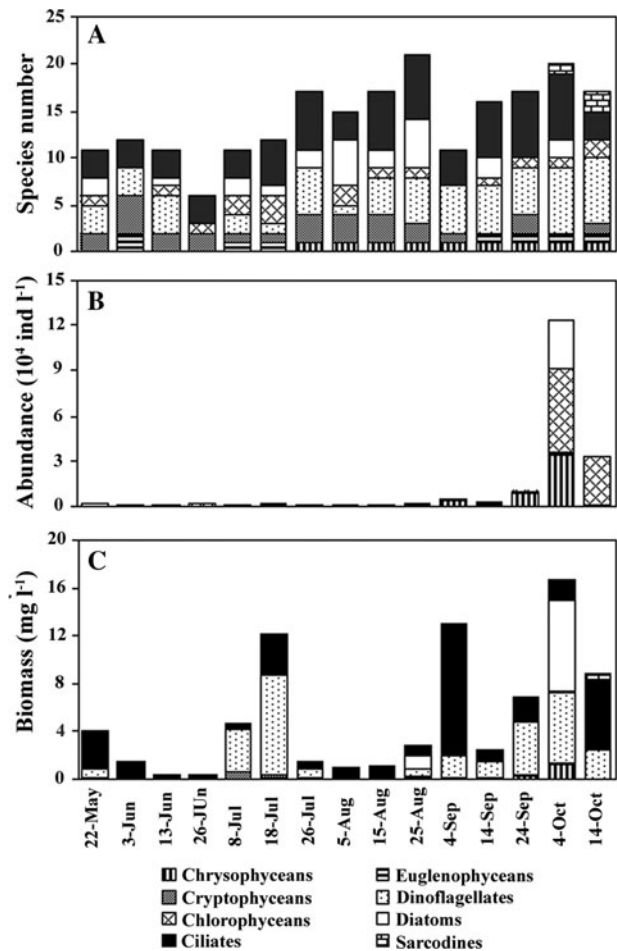 A
Species number
25
20
15
10
5
0
B
Abundance (10⁴ ind l⁻¹)
15
12
9
6
3
0
C
Biomass (mg l⁻¹)
20
16
12
8
4
0
22-May
3-Jun
13-Jun
26-JUn
8-Jul
18-Jul
26-Jul
5-Aug
15-Aug
25-Aug
4-Sep
14-Sep
24-Sep
4-Oct
14-Oct
Chrysophyceans
Euglenophyceans
Cryptophyceans
Dinoflagellates
Chlorophyceans
Diatoms
Ciliates
Sarcodines